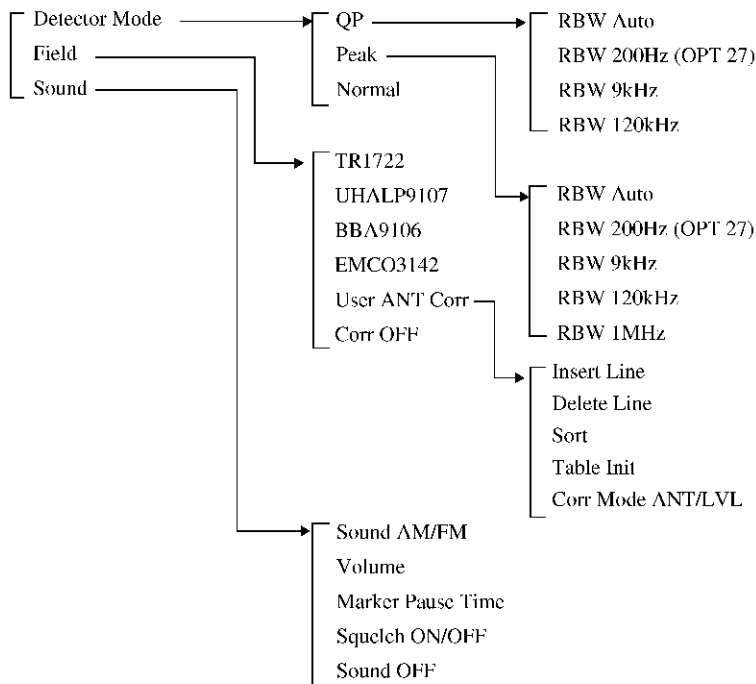 Detector Mode
Field
Sound
QP
Peak
Normal
RBW Auto
RBW 200Hz (OPT 27)
RBW 9kHz
RBW 120kHz
TR1722
UHALP9107
BBA9106
EMCO3142
User ANT Corr
Corr OFF
RBW Auto
RBW 200Hz (OPT 27)
RBW 9kHz
RBW 120kHz
RBW 1MHz
Insert Line
Delete Line
Sort
Table Init
Corr Mode ANT/LVL
Sound AM/FM
Volume
Marker Pause Time
Squelch ON/OFF
Sound OFF